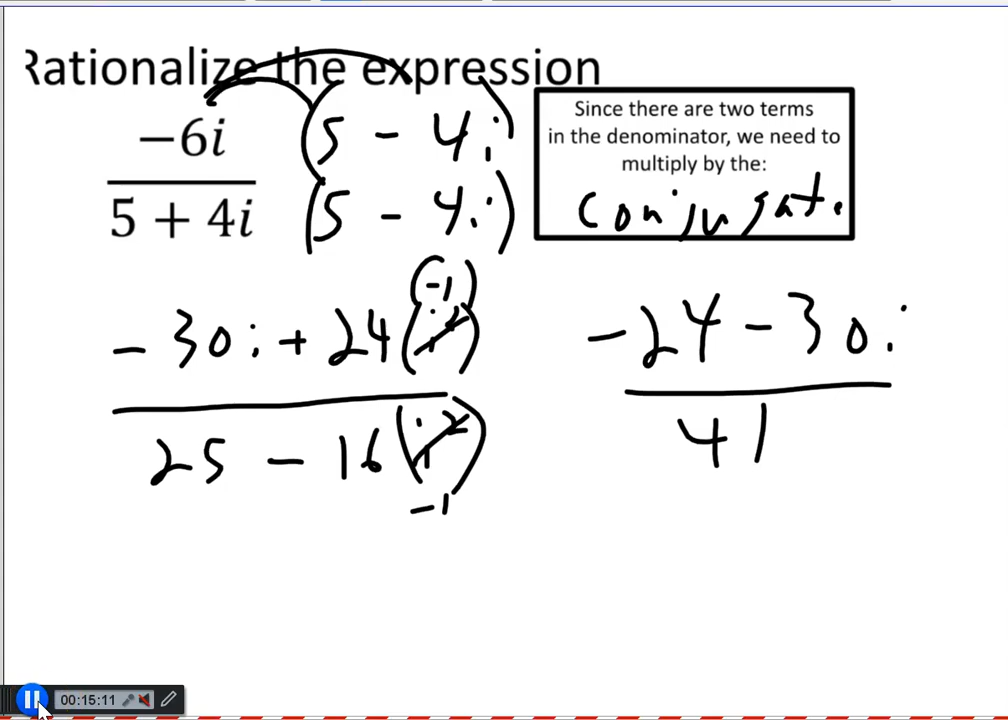 Rationalize the expression
−6i (5 − 4i)
5 + 4i (5 − 4i)
Since there are two terms
in the denominator, we need to
multiply by the:
conjugate
(-1)
− 30i + 24(i²)
25 − 16(i²)
-1
-24 - 30i
41
00:15:11